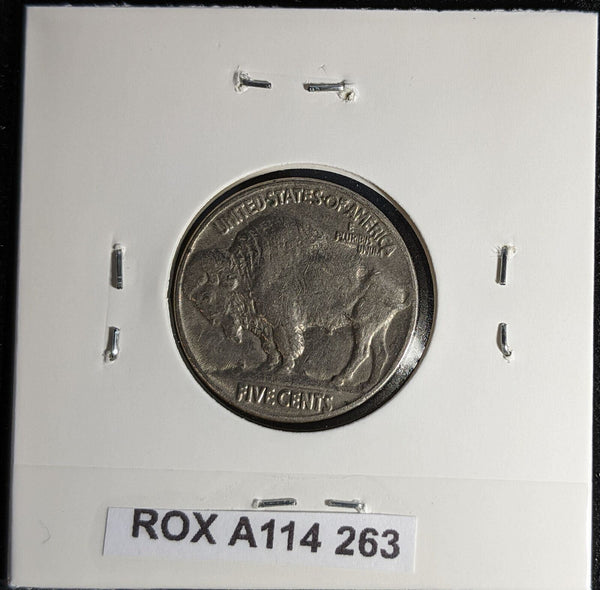 UNITED STATES OF AMERICA
E
PLURIBUS
UNUM
FIVE CENTS
ROX A114 263